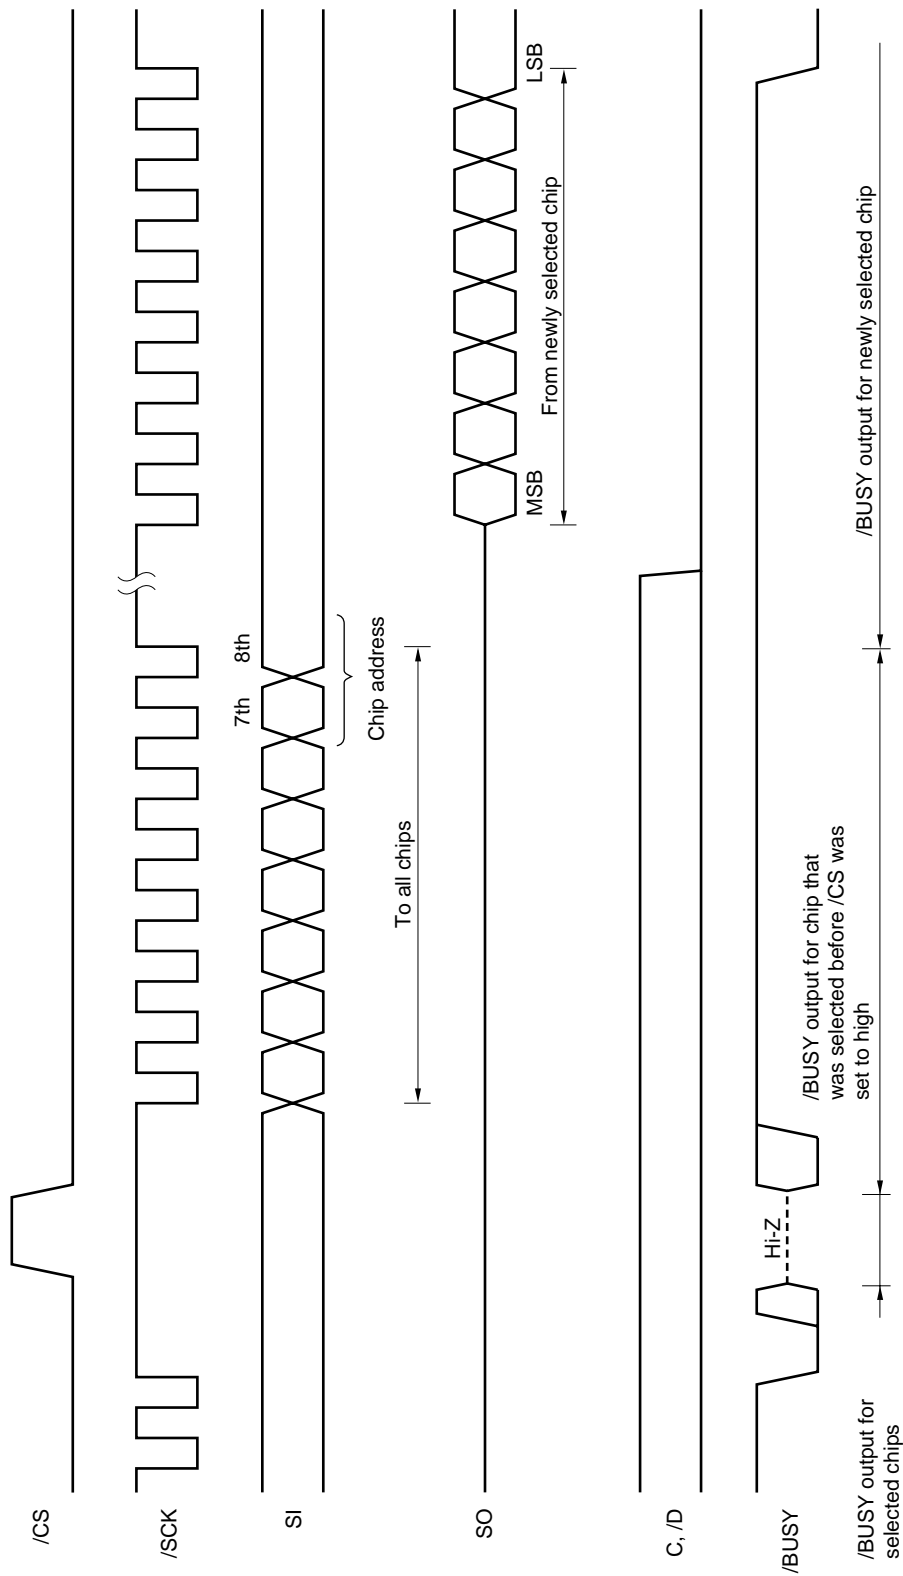 /CS
/SCK
SI
7th
8th
Chip address
To all chips
SO
MSB
LSB
From newly selected chip
C, /D
/BUSY
Hi-Z
/BUSY output for
selected chips
/BUSY output for chip that
was selected before /CS was
set to high
/BUSY output for newly selected chip